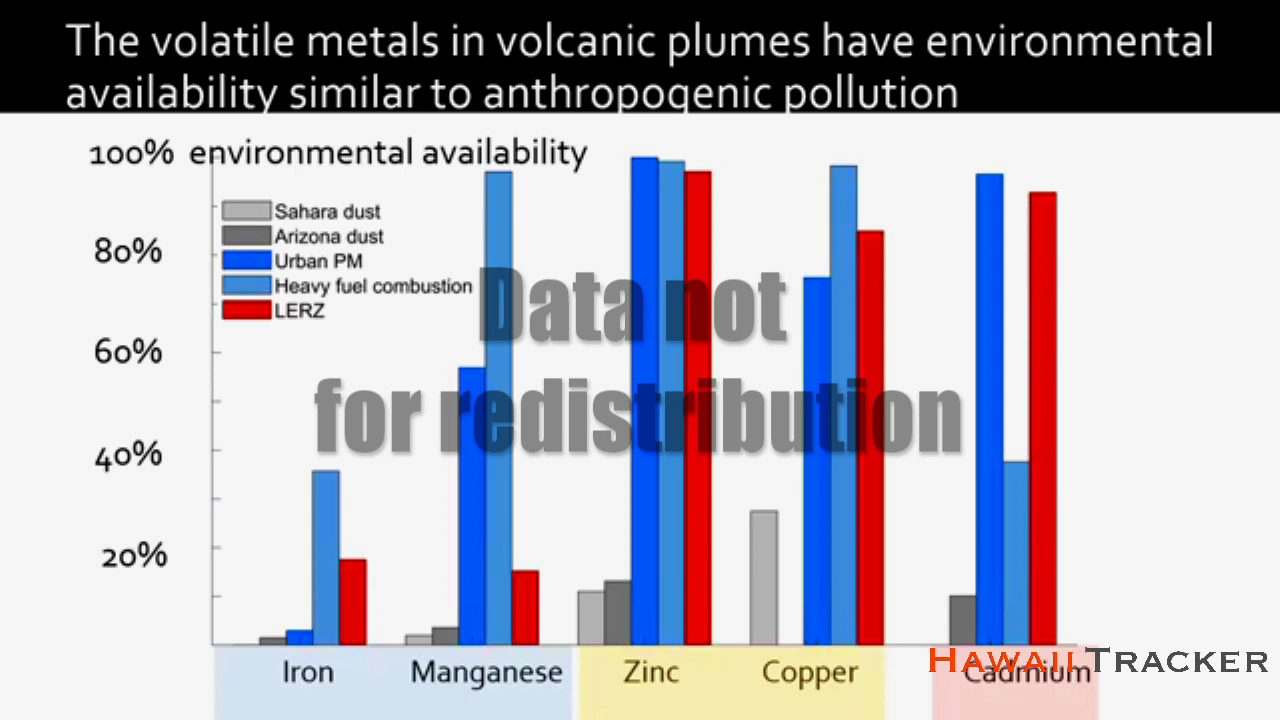 The volatile metals in volcanic plumes have environmental
availability similar to anthropogenic pollution
100% environmental availability
Sahara dust
Arizona dust
Urban PM
Heavy fuel combustion
LERZ
80%
60%
40%
20%
Data not
for redistribution
Iron Manganese Zinc Copper Cadmium
HAWAII TRACKER